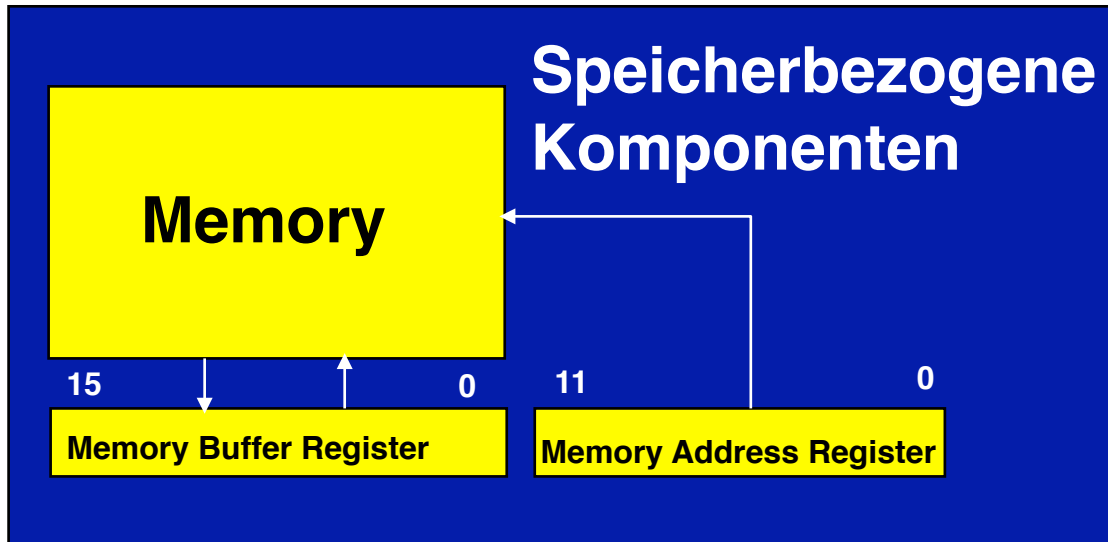 Speicherbezogene
Komponenten
Memory
15 0 11 0
Memory Buffer Register
Memory Address Register